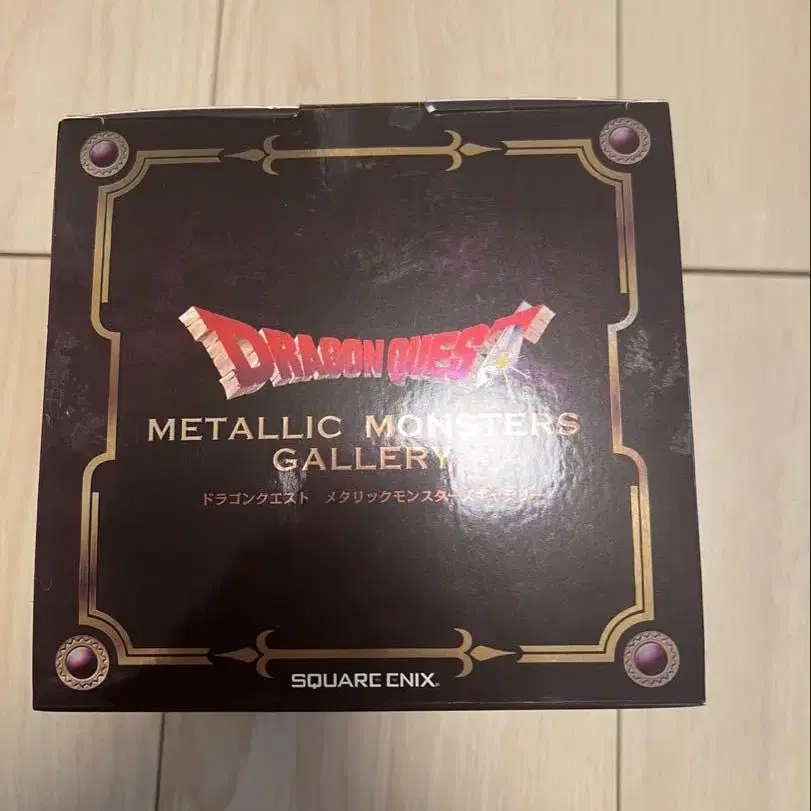 DRAGON QUEST
METALLIC MONSTERS
GALLERY
ドラゴンクエスト メタリックモンスターズギャラリー
SQUARE ENIX